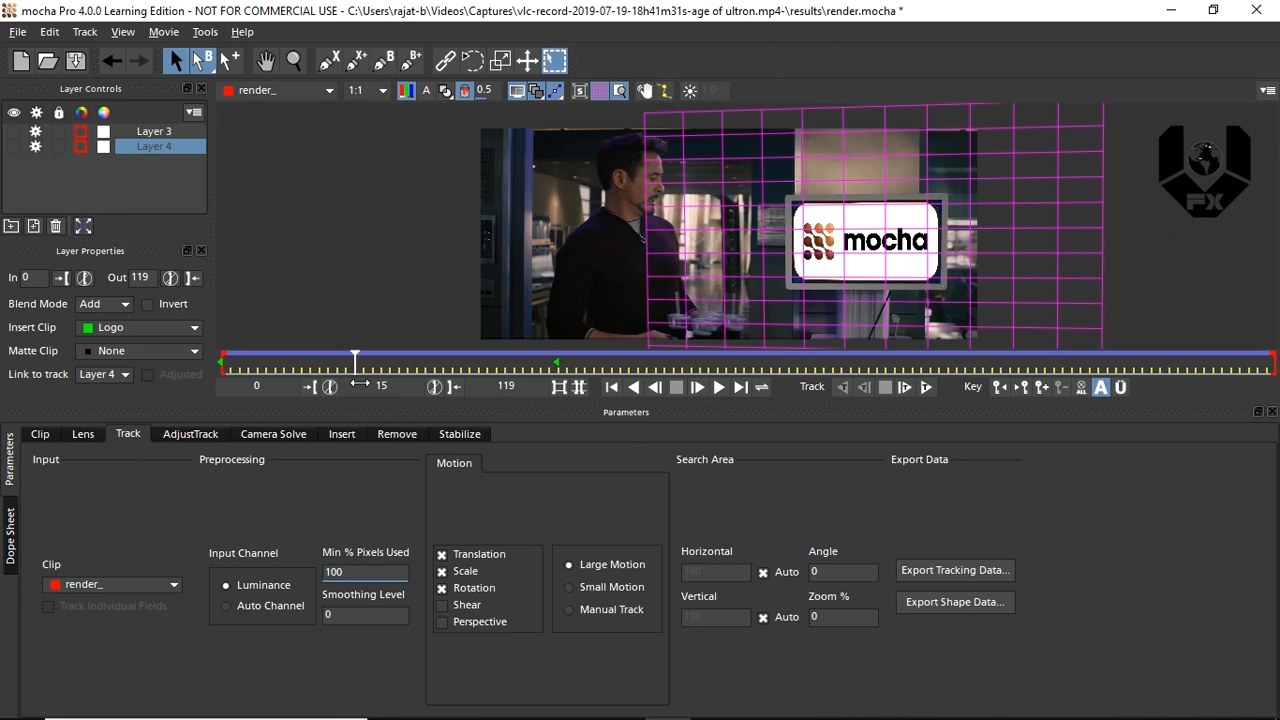 mocha Pro 4.0.0 Learning Edition - NOT FOR COMMERCIAL USE - C:\Users\rajat-b\Videos\Captures\vlc-record-2019-07-19-18h41m31s-age of ultron.mp4-\results\render.mocha *
File Edit Track View Movie Tools Help
Layer Controls
render_ 1:1 A 0.5 1.0
Layer 3
Layer 4
mocha
FX
Layer Properties
In 0 Out 119
Blend Mode Add Invert
Insert Clip Logo
Matte Clip None
Link to track Layer 4 Adjusted
0 15 119 Track Key ALL A Ü
Parameters
Clip Lens Track AdjustTrack Camera Solve Insert Remove Stabilize
Parameters
Dope Sheet
Input Preprocessing Motion Search Area Export Data
Clip
render_
Track Individual Fields
Input Channel
Luminance
Auto Channel
Min % Pixels Used
100
Smoothing Level
0
Translation
Scale
Rotation
Shear
Perspective
Large Motion
Small Motion
Manual Track
Horizontal Angle
100 Auto 0
Vertical Zoom %
100 Auto 0
Export Tracking Data...
Export Shape Data...